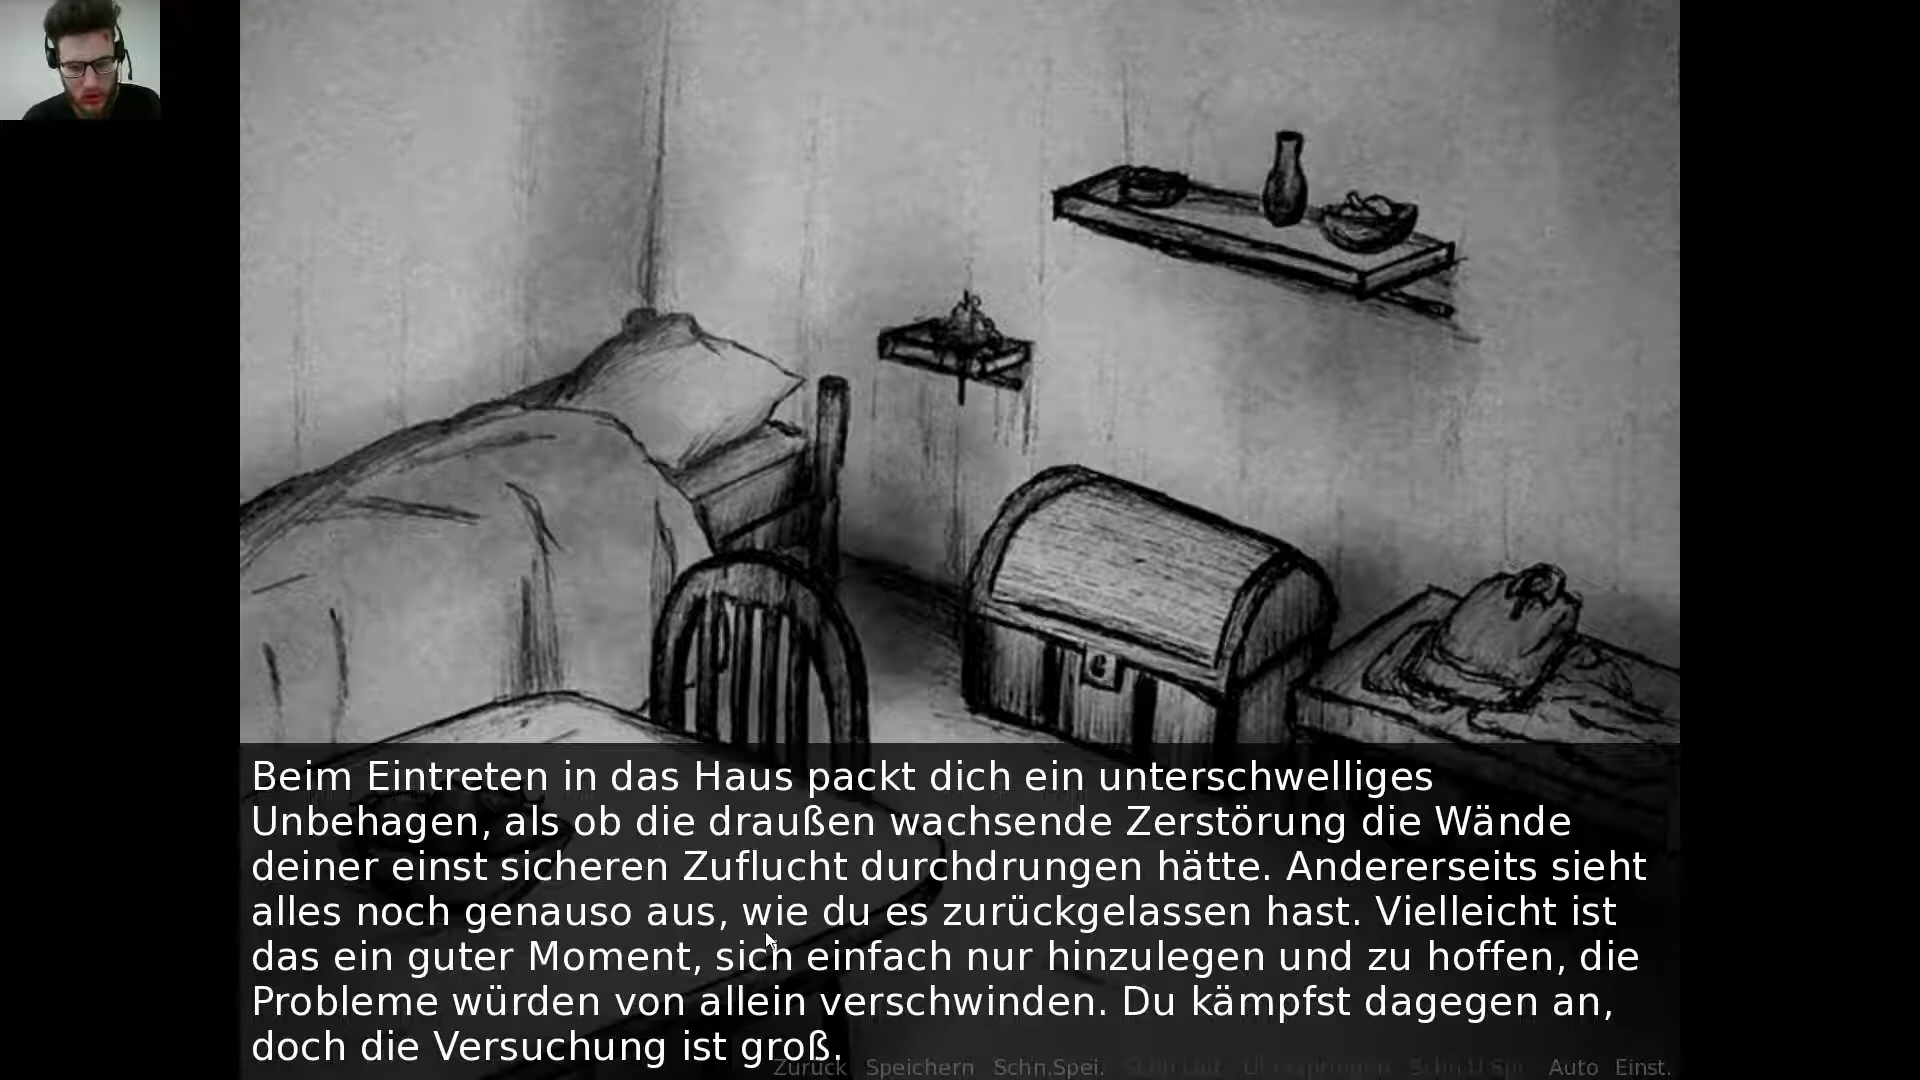 Beim Eintreten in das Haus packt dich ein unterschwelliges
Unbehagen, als ob die draußen wachsende Zerstörung die Wände
deiner einst sicheren Zuflucht durchdrungen hätte. Andererseits sieht
alles noch genauso aus, wie du es zurückgelassen hast. Vielleicht ist
das ein guter Moment, sich einfach nur hinzulegen und zu hoffen, die
Probleme würden von allein verschwinden. Du kämpfst dagegen an,
doch die Versuchung ist groß.
Zurück Speichern Schn.Spei. Auto Einst.